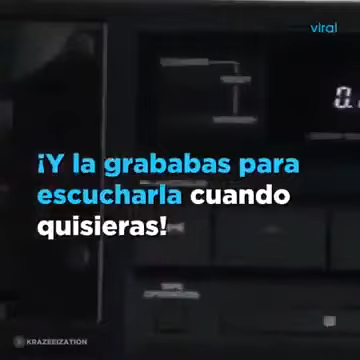 viral
¡Y la grababas para
escucharla cuando
quisieras!
KRAZEEIZATION